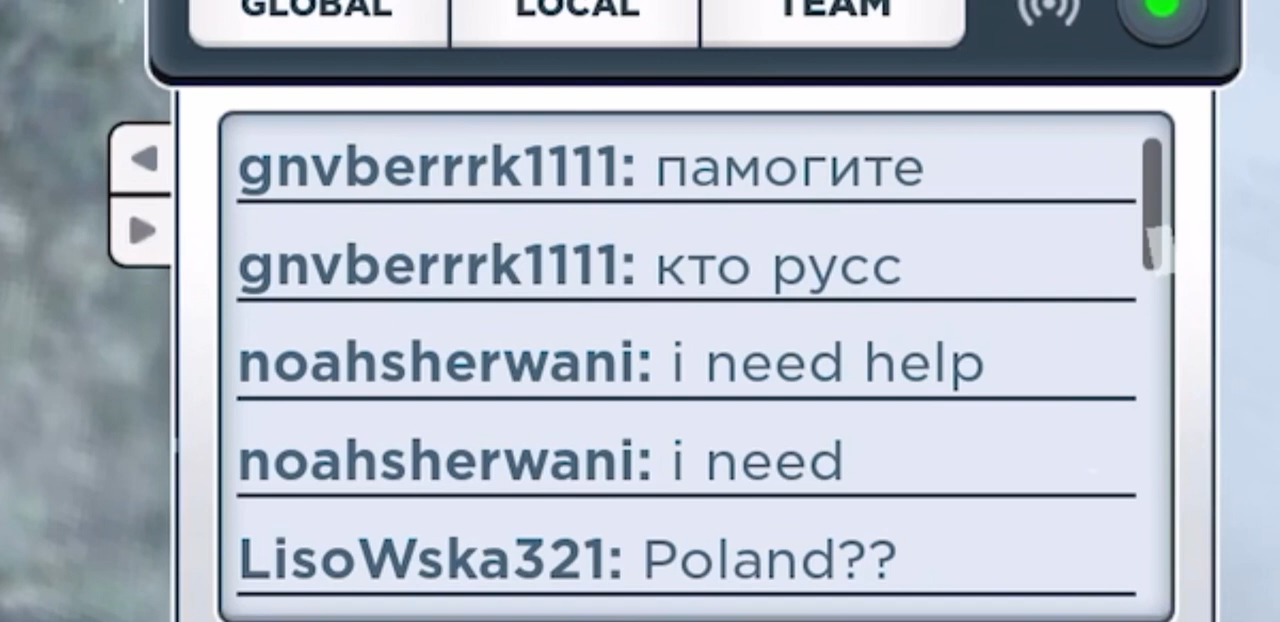 GLOBAL LOCAL TEAM
gnvberrrk1111: памогите
gnvberrrk1111: кто русс
noahsherwani: i need help
noahsherwani: i need
LisoWska321: Poland??